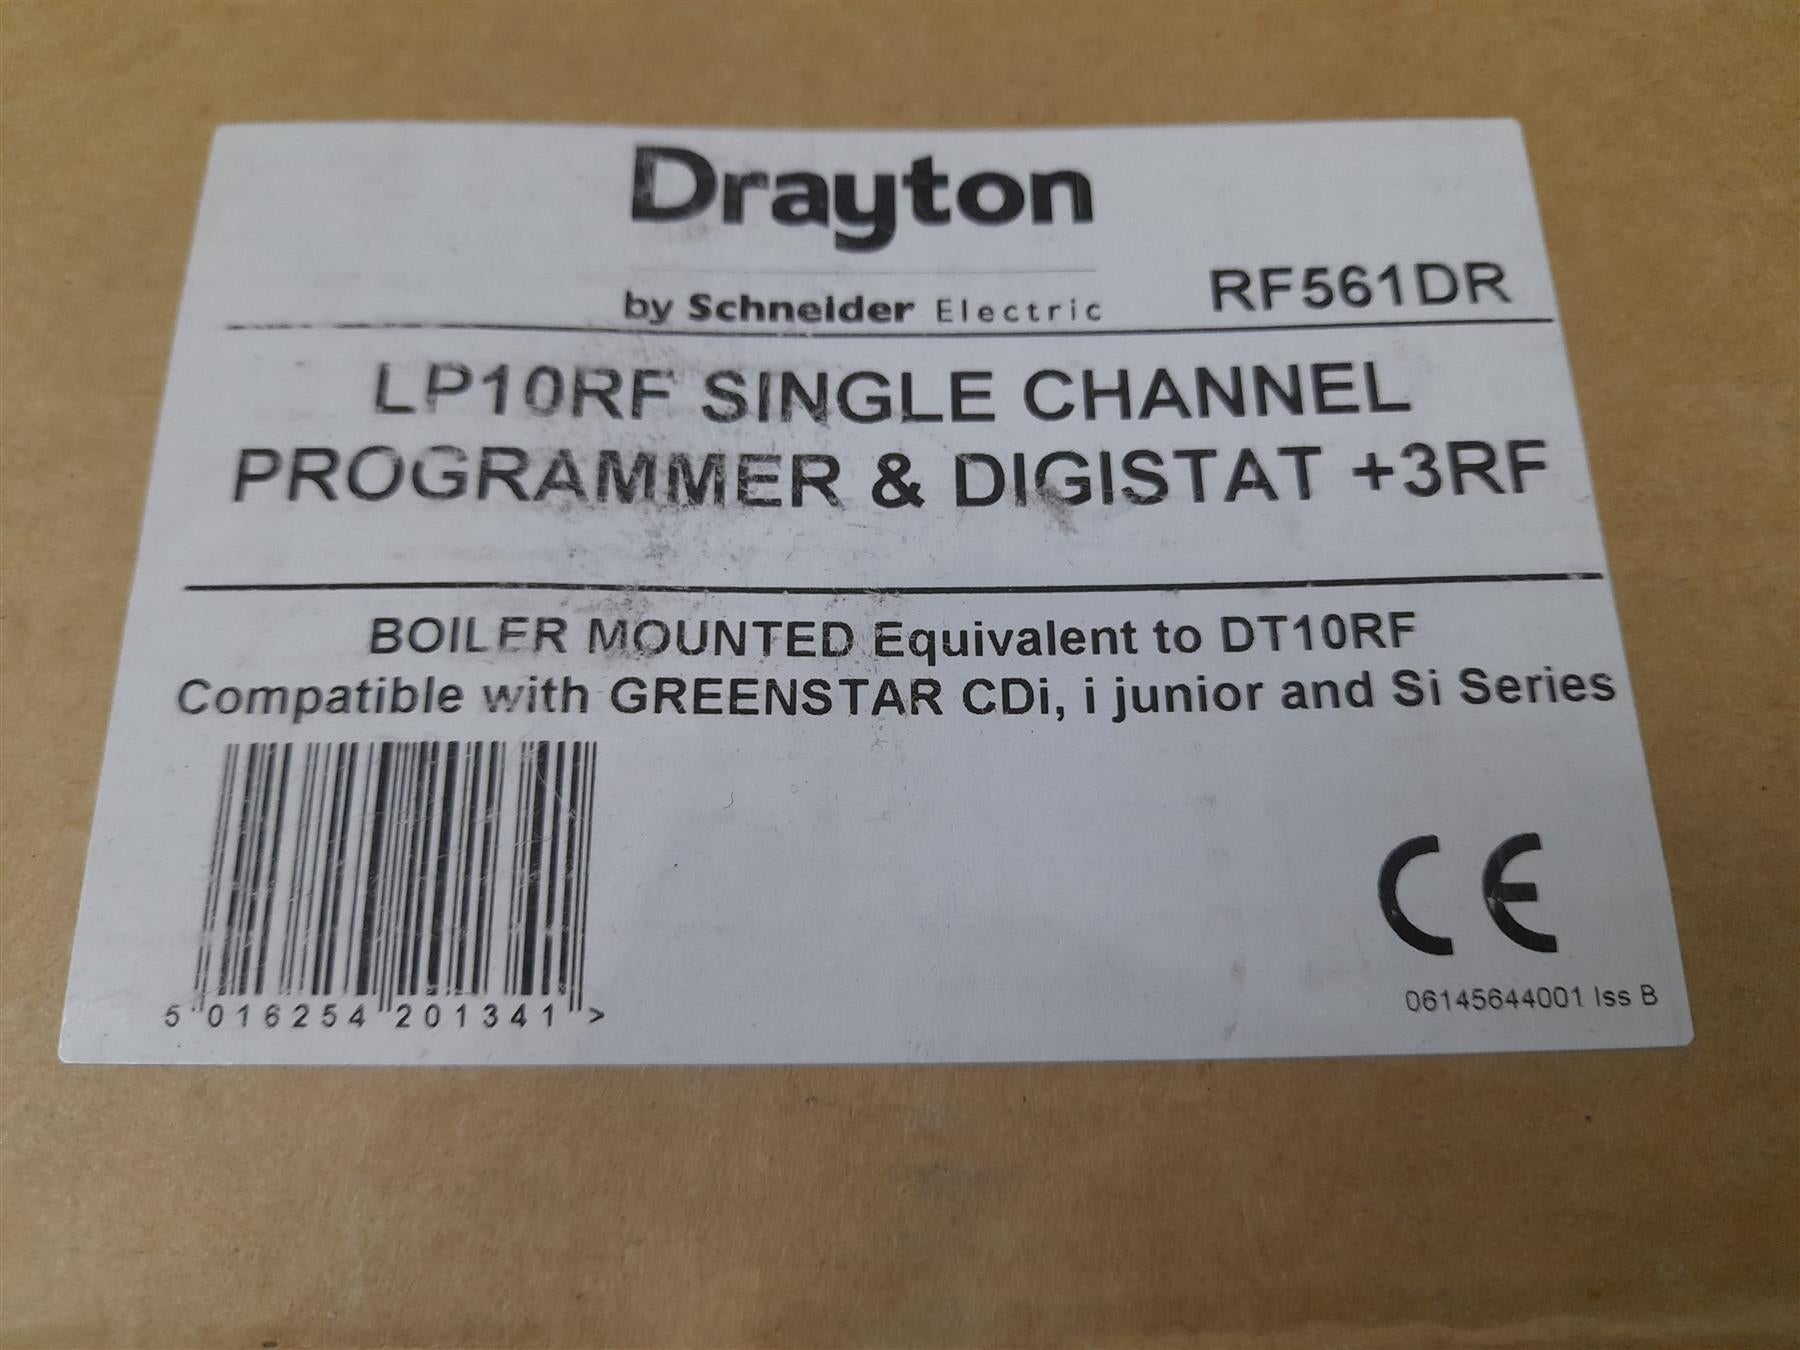 Drayton
by Schneider Electric
RF561DR
LP10RF SINGLE CHANNEL
PROGRAMMER & DIGISTAT +3RF
BOILER MOUNTED Equivalent to DT10RF
Compatible with GREENSTAR CDi, i junior and Si Series
5 016254 201341 >
CE
06145644001 Iss B